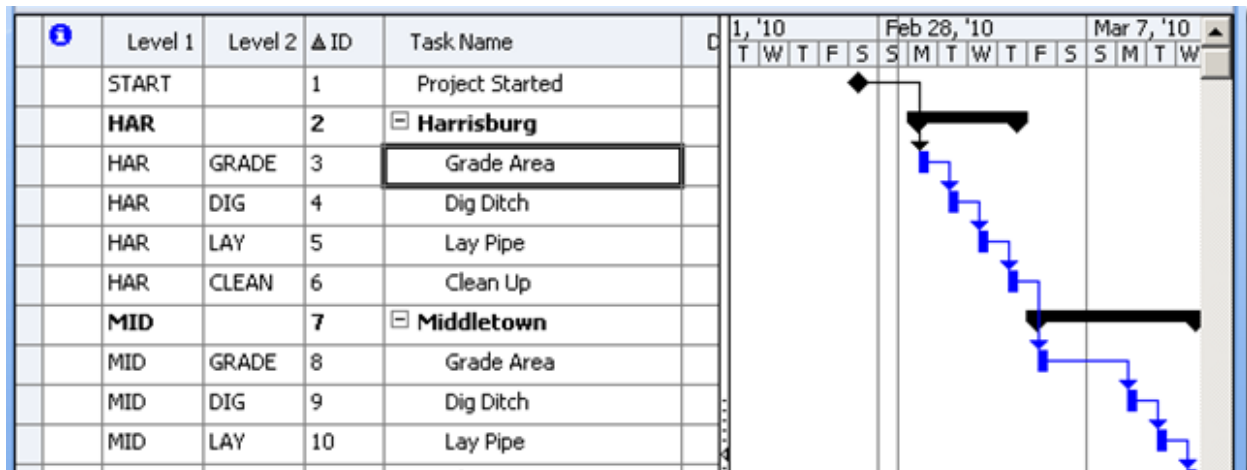 Level 1 Level 2 ID Task Name D 1, '10 Feb 28, '10 Mar 7, '10
T W T F S S M T W T F S S M T W
START 1 Project Started
HAR 2 Harrisburg
HAR GRADE 3 Grade Area
HAR DIG 4 Dig Ditch
HAR LAY 5 Lay Pipe
HAR CLEAN 6 Clean Up
MID 7 Middletown
MID GRADE 8 Grade Area
MID DIG 9 Dig Ditch
MID LAY 10 Lay Pipe